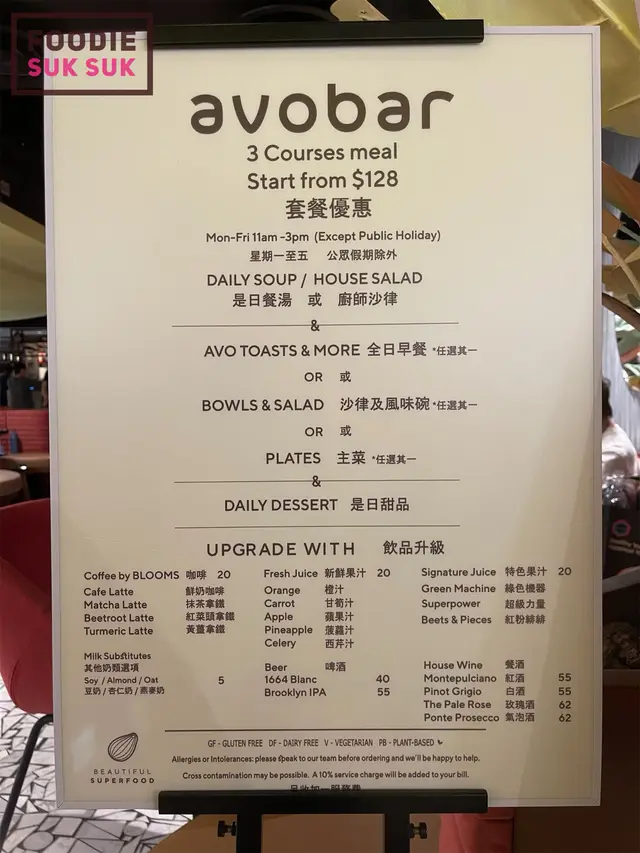 FOODIE
SUK SUK
avobar
3 Courses meal
Start from $128
套餐優惠
Mon-Fri 11am -3pm (Except Public Holiday)
星期一至五 公眾假期除外
DAILY SOUP / HOUSE SALAD
是日餐湯 或 廚師沙律
&
AVO TOASTS & MORE 全日早餐 *任選其一
OR 或
BOWLS & SALAD 沙律及風味碗 *任選其一
OR 或
PLATES 主菜 *任選其一
&
DAILY DESSERT 是日甜品
UPGRADE WITH 飲品升級
Coffee by BLOOMS 咖啡 20
Cafe Latte 鮮奶咖啡
Matcha Latte 抹茶拿鐵
Beetroot Latte 紅菜頭拿鐵
Turmeric Latte 黃薑拿鐵
Milk Substitutes
其他奶類選項
Soy / Almond / Oat 5
豆奶 / 杏仁奶 / 燕麥奶
Fresh Juice 新鮮果汁 20
Orange 橙汁
Carrot 甘筍汁
Apple 蘋果汁
Pineapple 菠蘿汁
Celery 西芹汁
Beer 啤酒
1664 Blanc 40
Brooklyn IPA 55
Signature Juice 特色果汁 20
Green Machine 綠色機器
Superpower 超級力量
Beets & Pieces 紅粉緋緋
House Wine 餐酒
Montepulciano 紅酒 55
Pinot Grigio 白酒 55
The Pale Rose 玫瑰酒 62
Ponte Prosecco 氣泡酒 62
BEAUTIFUL
SUPERFOOD
GF - GLUTEN FREE DF - DAIRY FREE V - VEGETARIAN PB - PLANT-BASED
Allergies or Intolerances: please speak to our team before ordering and we'll be happy to help.
Cross contamination may be possible. A 10% service charge will be added to your bill.
另收加一服務費